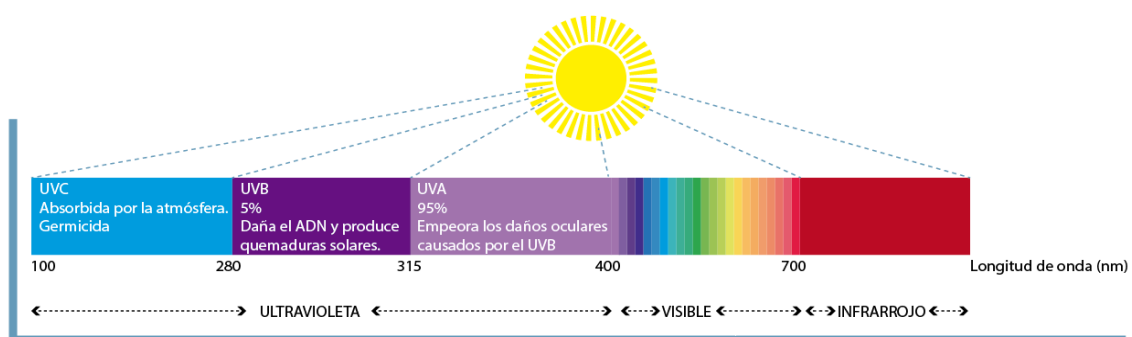 UVC
Absorbida por la atmósfera.
Germicida
UVB
5%
Daña el ADN y produce
quemaduras solares.
UVA
95%
Empeora los daños oculares
causados por el UVB
100 280 315 400 700 Longitud de onda (nm)
ULTRAVIOLETA VISIBLE INFRARROJO